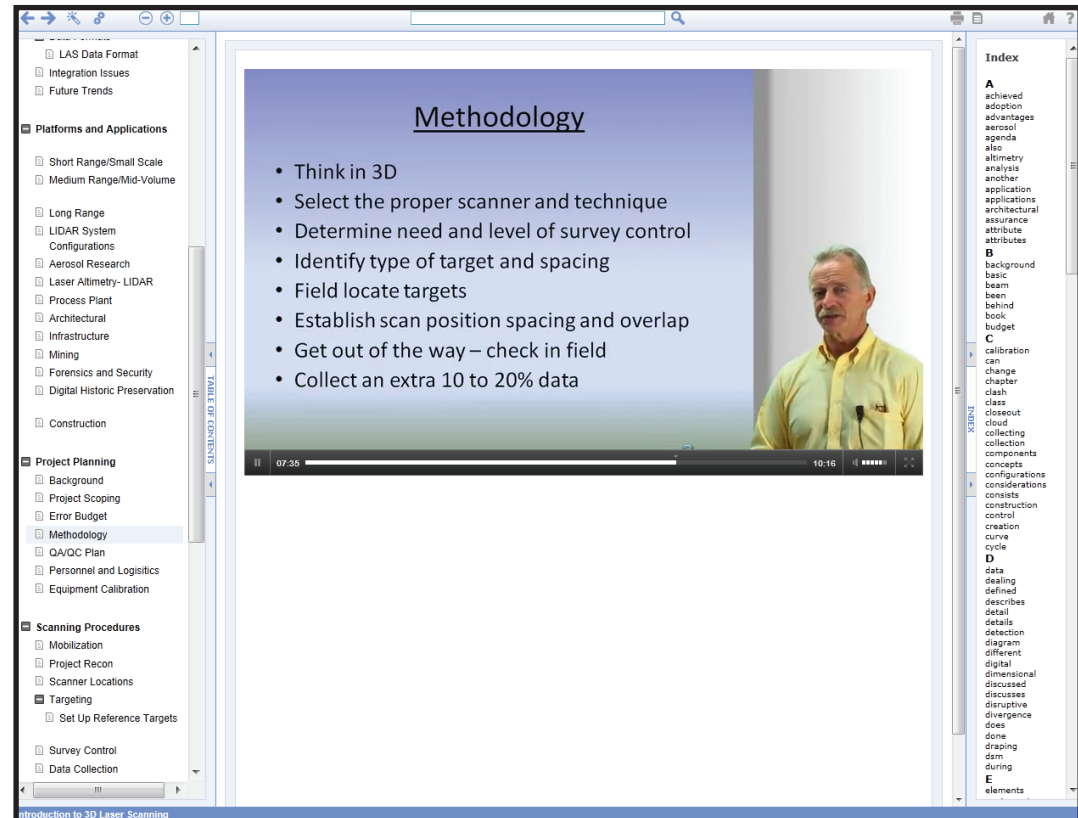 LAS Data Format
Integration Issues
Future Trends
Platforms and Applications
Short Range/Small Scale
Medium Range/Mid-Volume
Long Range
LIDAR System
Configurations
Aerosol Research
Laser Altimetry- LIDAR
Process Plant
Architectural
Infrastructure
Mining
Forensics and Security
Digital Historic Preservation
Construction
Project Planning
Background
Project Scoping
Error Budget
Methodology
QA/QC Plan
Personnel and Logisitics
Equipment Calibration
Scanning Procedures
Mobilization
Project Recon
Scanner Locations
Targeting
Set Up Reference Targets
Survey Control
Data Collection
TABLE OF CONTENTS
Methodology
• Think in 3D
• Select the proper scanner and technique
• Determine need and level of survey control
• Identify type of target and spacing
• Field locate targets
• Establish scan position spacing and overlap
• Get out of the way – check in field
• Collect an extra 10 to 20% data
07:35 10:16
INDEX
Index
A
achieved
adoption
advantages
aerosol
agenda
also
altimetry
analysis
another
application
applications
architectural
assurance
attribute
attributes
B
background
basic
beam
been
behind
book
budget
C
calibration
can
change
chapter
clash
class
closeout
cloud
collecting
collection
components
concepts
configurations
considerations
consists
construction
control
creation
curve
cycle
D
data
dealing
defined
describes
detail
details
detection
diagram
different
digital
dimensional
discussed
discusses
disruptive
divergence
does
done
draping
dsm
during
E
elements
ntroduction to 3D Laser Scanning